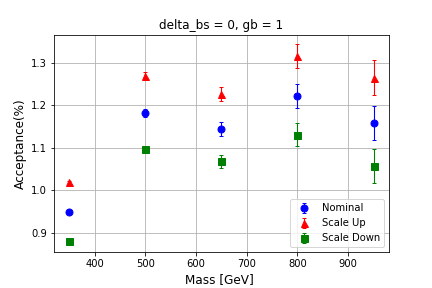 delta_bs = 0, gb = 1
Acceptance(%)
1.3
1.2
1.1
1.0
0.9
400 500 600 700 800 900
Mass [GeV]
Nominal
Scale Up
Scale Down